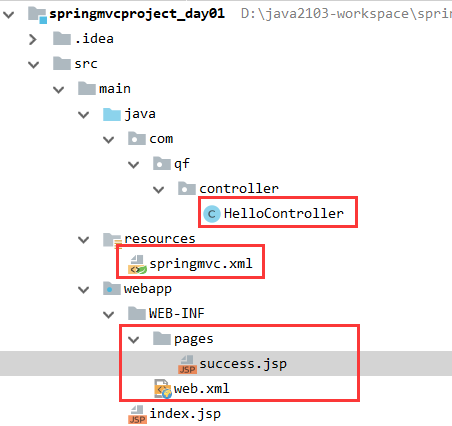 springmvcproject_day01 D:\java2103-workspace\sprin
.idea
src
main
java
com
qf
controller
C HelloController
resources
springmvc.xml
webapp
WEB-INF
pages
JSP success.jsp
web.xml
JSP index.jsp